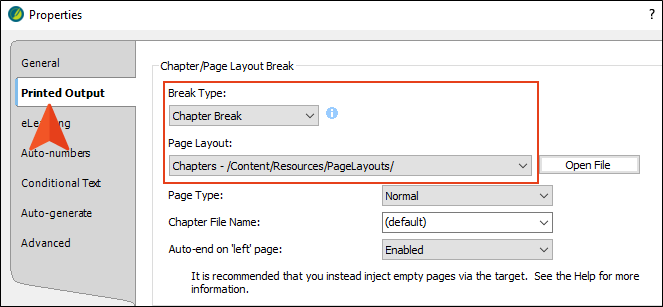 Properties
?
General
Printed Output
eLearning
Auto-numbers
Conditional Text
Auto-generate
Advanced
Chapter/Page Layout Break
Break Type:
Chapter Break
Page Layout:
Chapters - /Content/Resources/PageLayouts/
Open File
Page Type:
Normal
Chapter File Name:
(default)
Auto-end on 'left' page:
Enabled
It is recommended that you instead inject empty pages via the target. See the Help for more
information.